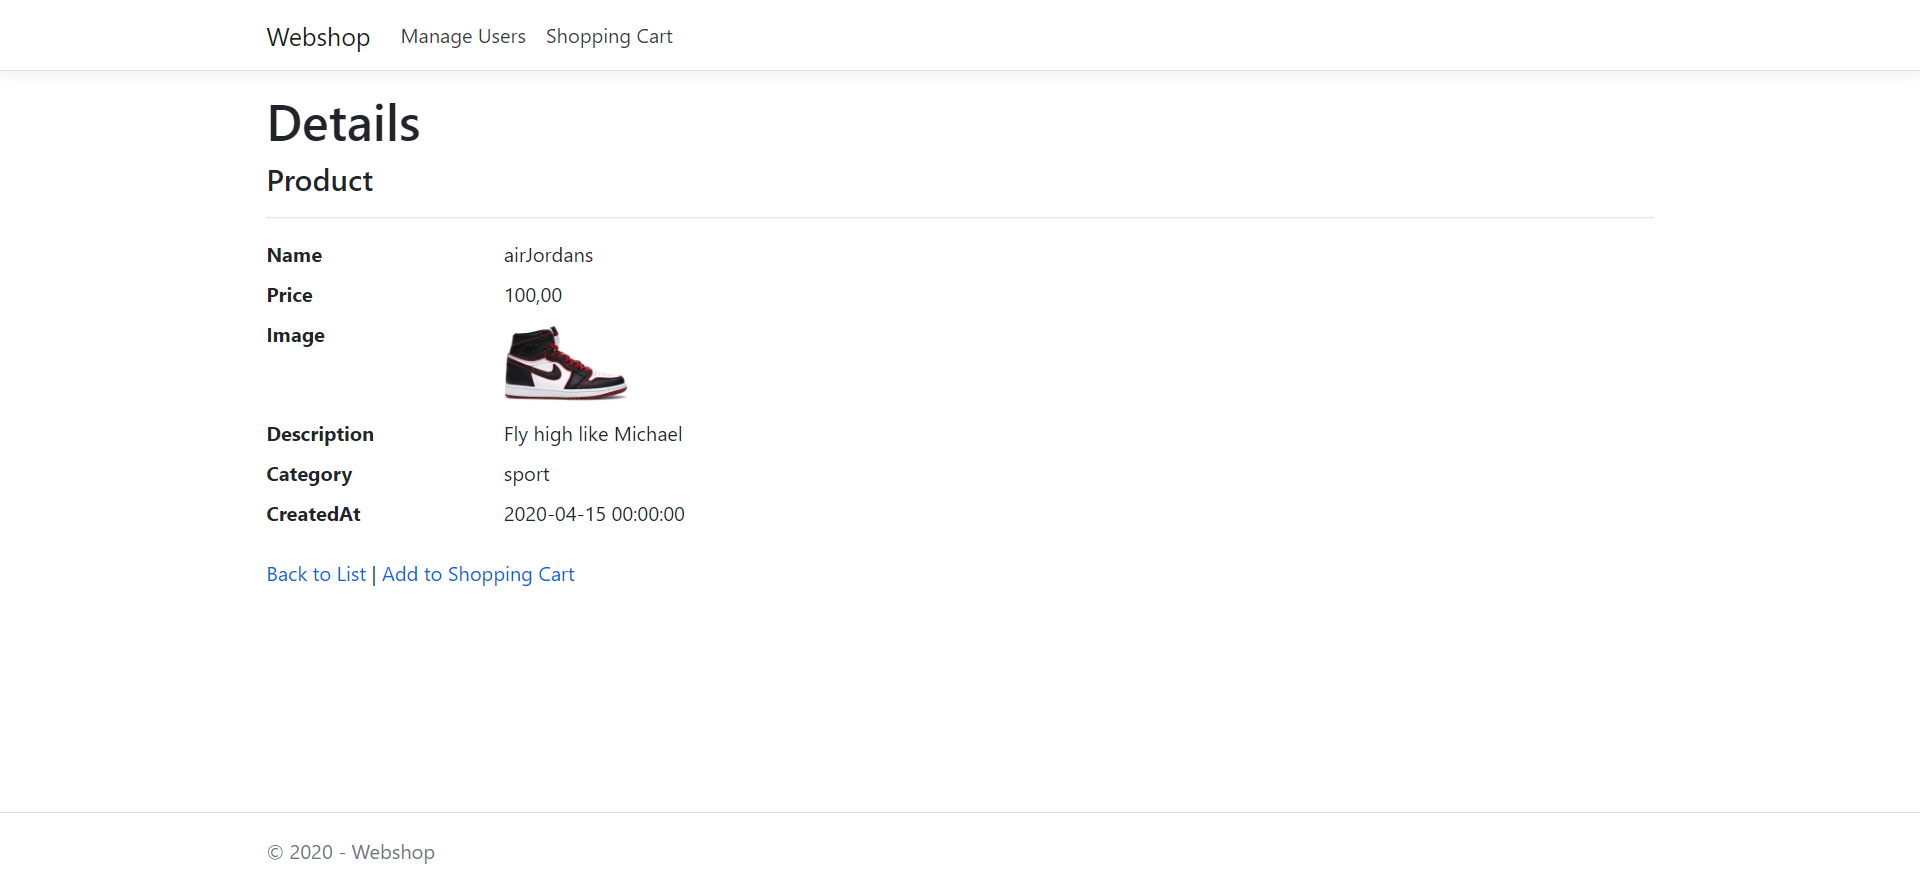 Webshop Manage Users Shopping Cart
Details
Product
Name airJordans
Price 100,00
Image
Description Fly high like Michael
Category sport
CreatedAt 2020-04-15 00:00:00
Back to List | Add to Shopping Cart
© 2020 - Webshop